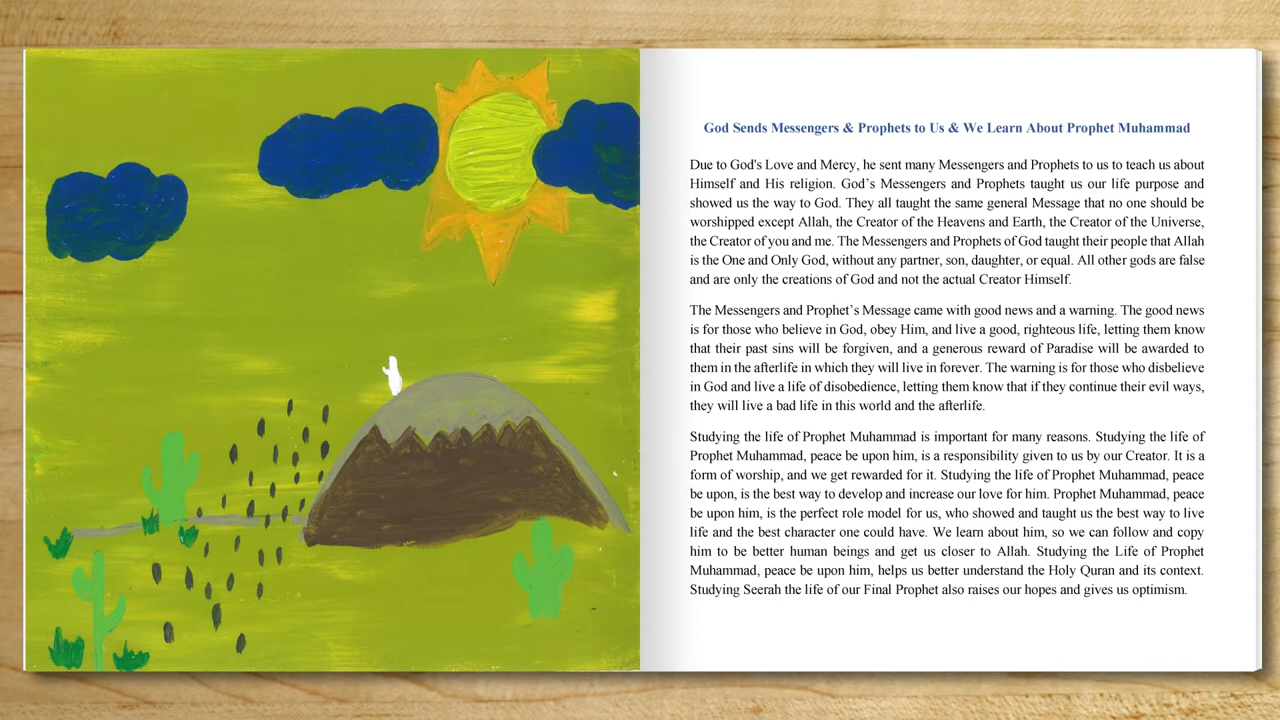 God Sends Messengers & Prophets to Us & We Learn About Prophet Muhammad
Due to God's Love and Mercy, he sent many Messengers and Prophets to us to teach us about
Himself and His religion. God’s Messengers and Prophets taught us our life purpose and
showed us the way to God. They all taught the same general Message that no one should be
worshipped except Allah, the Creator of the Heavens and Earth, the Creator of the Universe,
the Creator of you and me. The Messengers and Prophets of God taught their people that Allah
is the One and Only God, without any partner, son, daughter, or equal. All other gods are false
and are only the creations of God and not the actual Creator Himself.
The Messengers and Prophet’s Message came with good news and a warning. The good news
is for those who believe in God, obey Him, and live a good, righteous life, letting them know
that their past sins will be forgiven, and a generous reward of Paradise will be awarded to
them in the afterlife in which they will live in forever. The warning is for those who disbelieve
in God and live a life of disobedience, letting them know that if they continue their evil ways,
they will live a bad life in this world and the afterlife.
Studying the life of Prophet Muhammad is important for many reasons. Studying the life of
Prophet Muhammad, peace be upon him, is a responsibility given to us by our Creator. It is a
form of worship, and we get rewarded for it. Studying the life of Prophet Muhammad, peace
be upon, is the best way to develop and increase our love for him. Prophet Muhammad, peace
be upon him, is the perfect role model for us, who showed and taught us the best way to live
life and the best character one could have. We learn about him, so we can follow and copy
him to be better human beings and get us closer to Allah. Studying the Life of Prophet
Muhammad, peace be upon him, helps us better understand the Holy Quran and its context.
Studying Seerah the life of our Final Prophet also raises our hopes and gives us optimism.